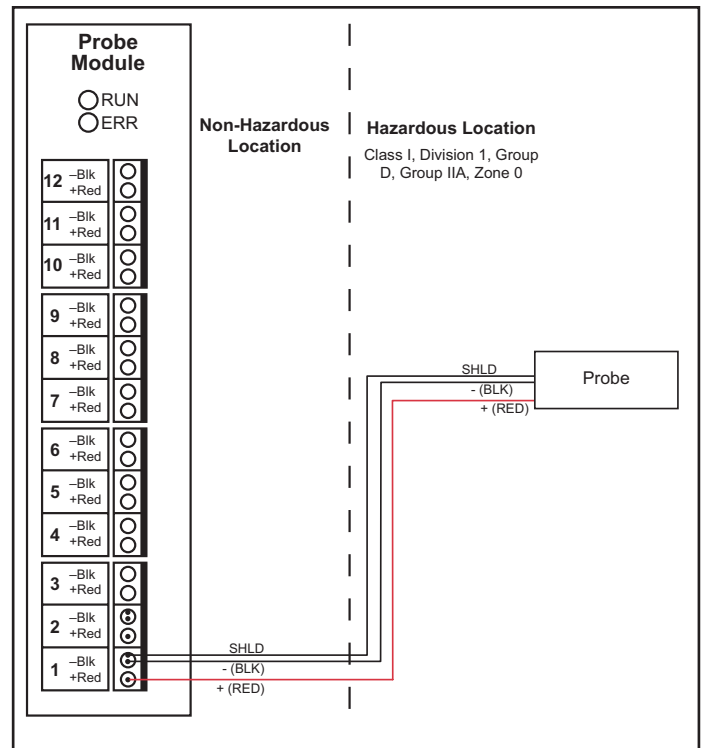 Probe
Module
RUN
ERR
Non-Hazardous
Location
Hazardous Location
Class I, Division 1, Group
D, Group IIA, Zone 0
12 –Blk
+Red
11 –Blk
+Red
10 –Blk
+Red
9 –Blk
+Red
8 –Blk
+Red
7 –Blk
+Red
6 –Blk
+Red
5 –Blk
+Red
4 –Blk
+Red
3 –Blk
+Red
2 –Blk
+Red
1 –Blk
+Red
SHLD
- (BLK)
+ (RED)
SHLD
- (BLK)
+ (RED)
Probe